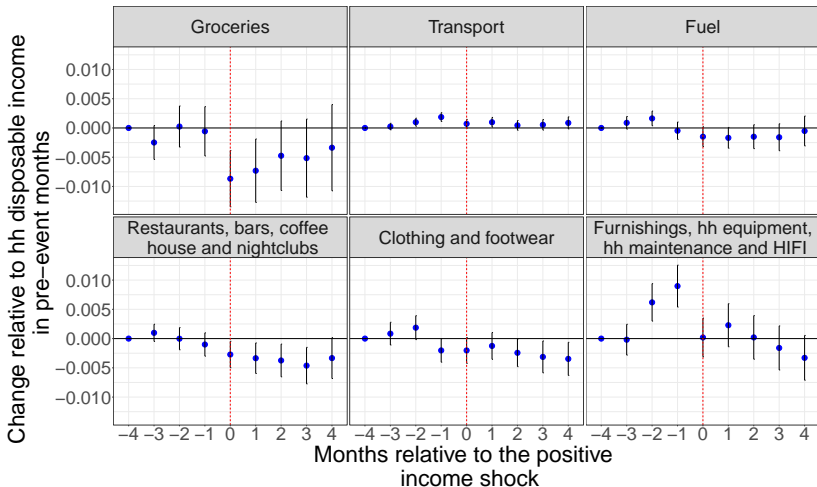 Groceries
Transport
Fuel
Change relative to hh disposable income
in pre−event months
0.010
0.005
0.000
−0.005
−0.010
Restaurants, bars, coffee
house and nightclubs
Clothing and footwear
Furnishings, hh equipment,
hh maintenance and HIFI
0.010
0.005
0.000
−0.005
−0.010
−4 −3 −2 −1 0 1 2 3 4
−4 −3 −2 −1 0 1 2 3 4
−4 −3 −2 −1 0 1 2 3 4
Months relative to the positive
income shock